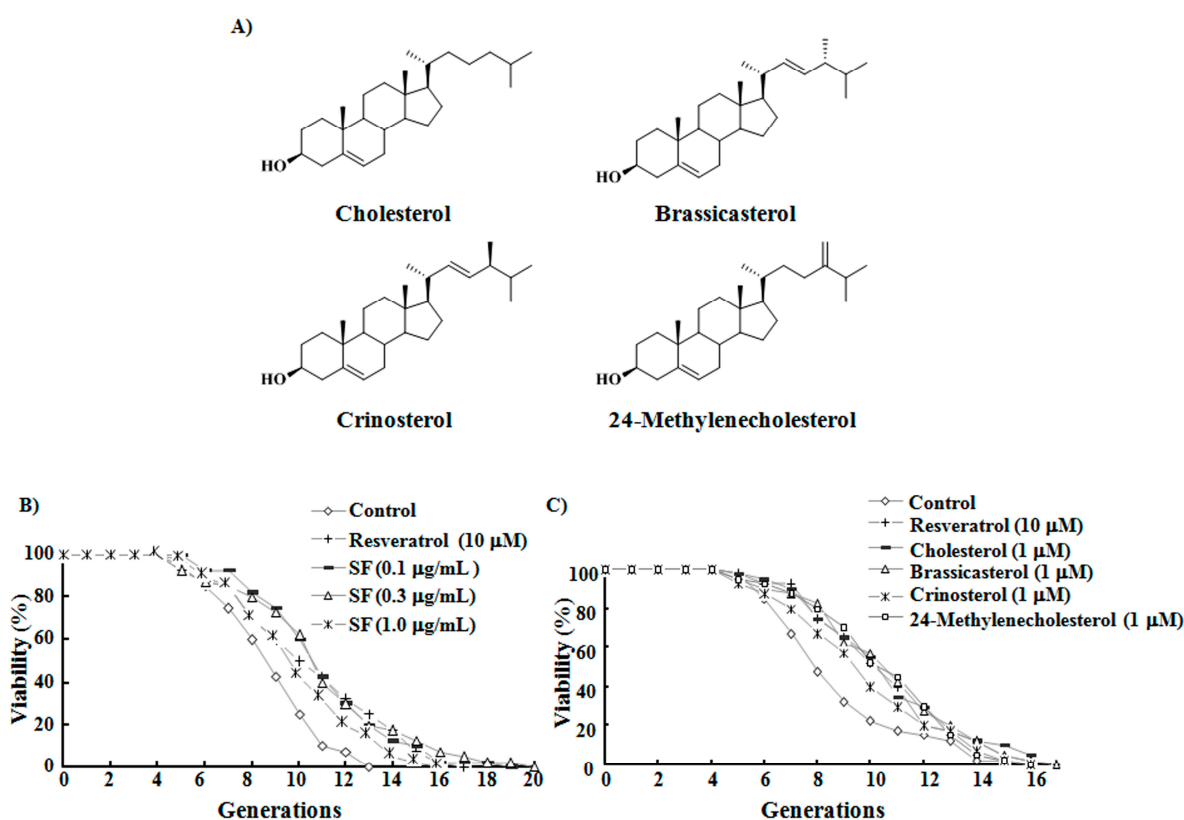 A)
HO
Cholesterol
HO
Brassicasterol
HO
Crinosterol
HO
24-Methylenecholesterol
B)
Control
Resveratrol (10 μM)
SF (0.1 μg/mL)
SF (0.3 μg/mL)
SF (1.0 μg/mL)
Viability (%)
100
80
60
40
20
0
0 2 4 6 8 10 12 14 16 18 20
Generations
C)
Control
Resveratrol (10 μM)
Cholesterol (1 μM)
Brassicasterol (1 μM)
Crinosterol (1 μM)
24-Methylenecholesterol (1 μM)
Viability (%)
100
80
60
40
20
0
0 2 4 6 8 10 12 14 16
Generations